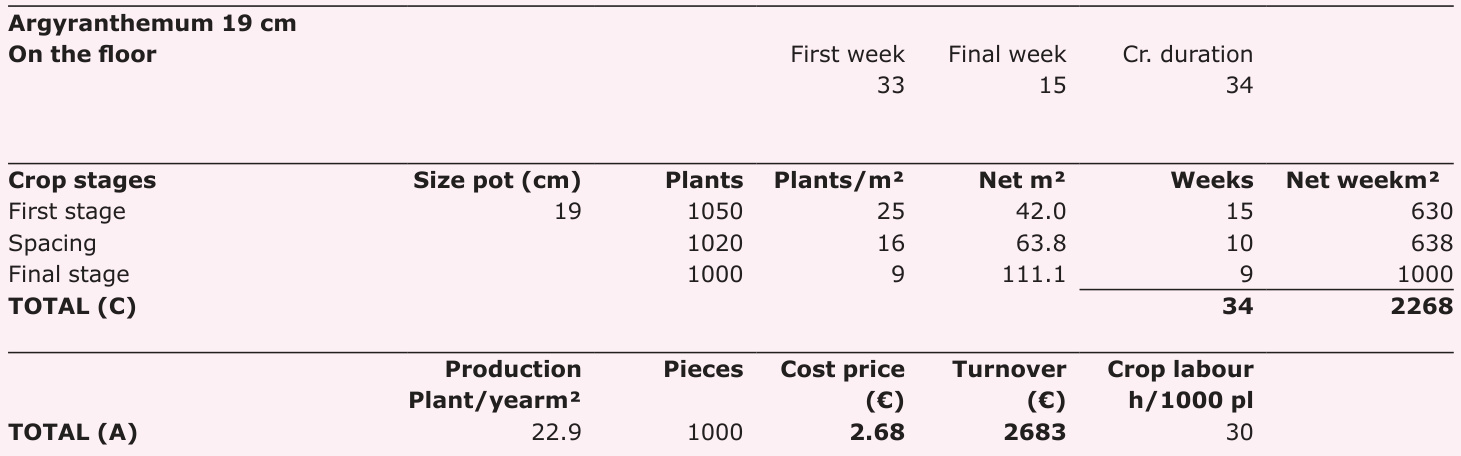 Argyranthemum 19 cm
On the floor First week Final week Cr. duration
33 15 34
Crop stages Size pot (cm) Plants Plants/m² Net m² Weeks Net weekm²
First stage 19 1050 25 42.0 15 630
Spacing 1020 16 63.8 10 638
Final stage 1000 9 111.1 9 1000
TOTAL (C) 34 2268
Production Pieces Cost price Turnover Crop labour
Plant/yearm² (€) (€) h/1000 pl
TOTAL (A) 22.9 1000 2.68 2683 30